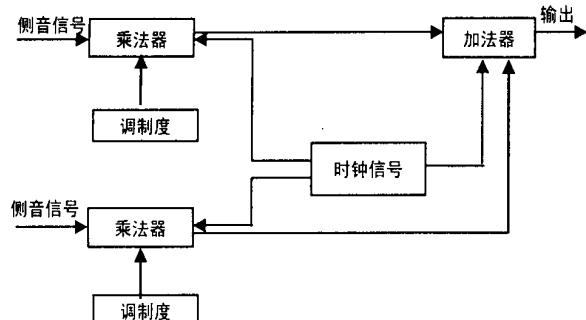 侧音信号
乘法器
加法器
输出
调制度
时钟信号
侧音信号
乘法器
调制度